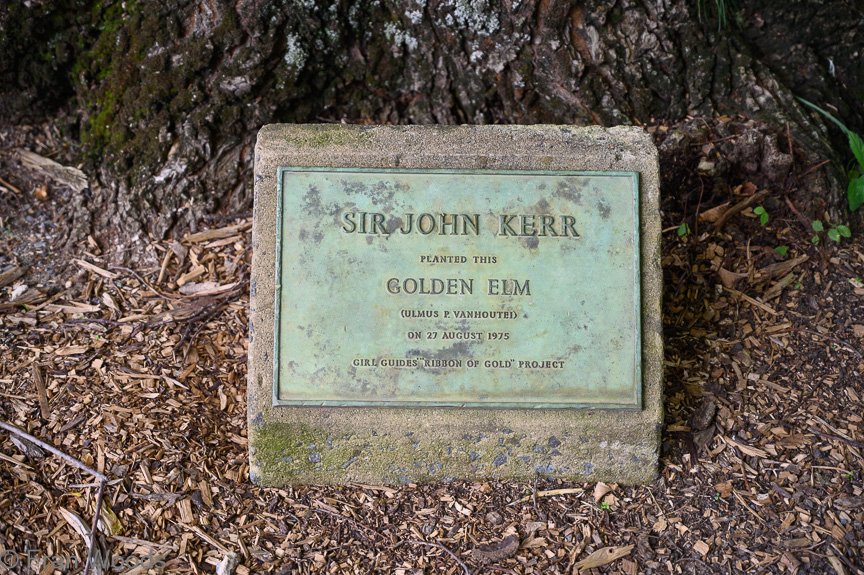 SIR JOHN KERR
PLANTED THIS
GOLDEN ELM
(ULMUS P. VANHOUTEI)
ON 27 AUGUST 1975
GIRL GUIDES "RIBBON OF GOLD" PROJECT
©